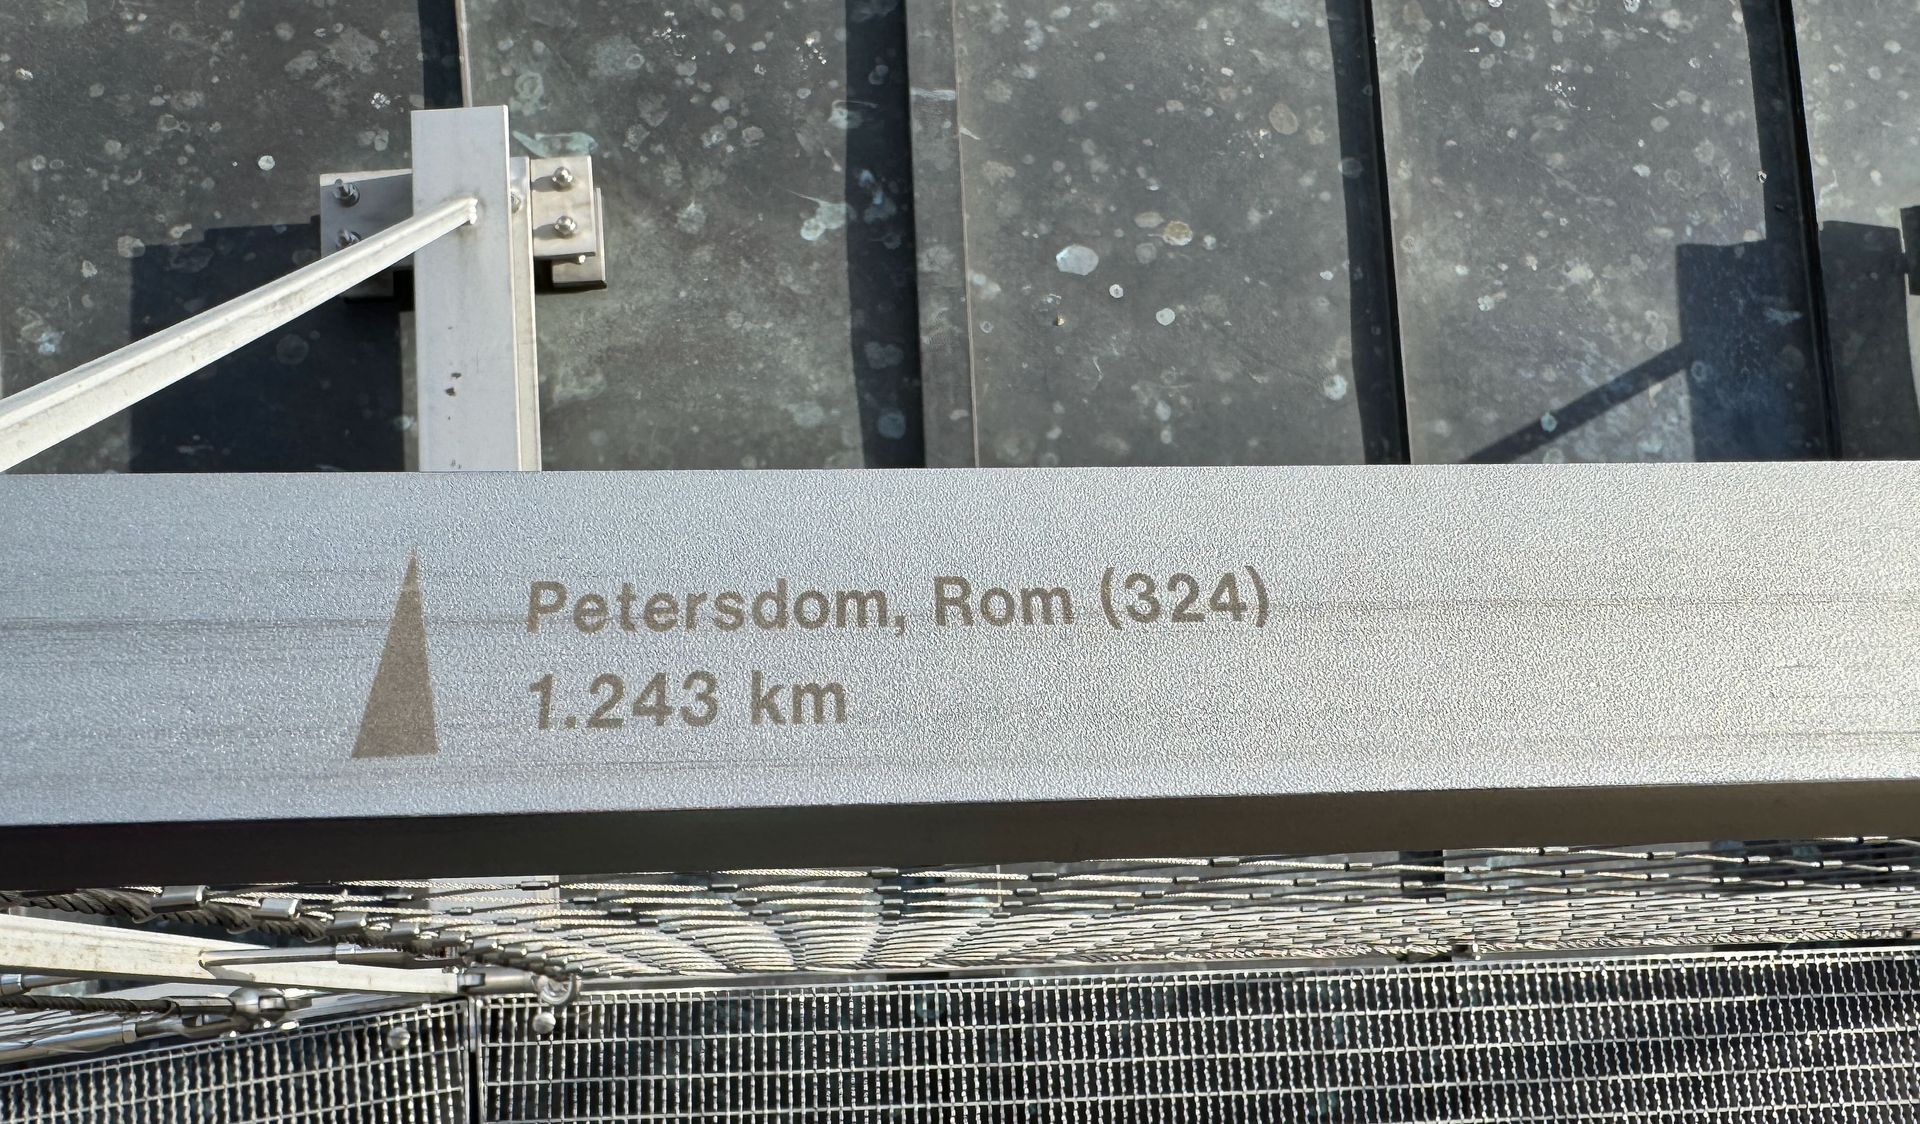 Petersdom, Rom (324)
1.243 km